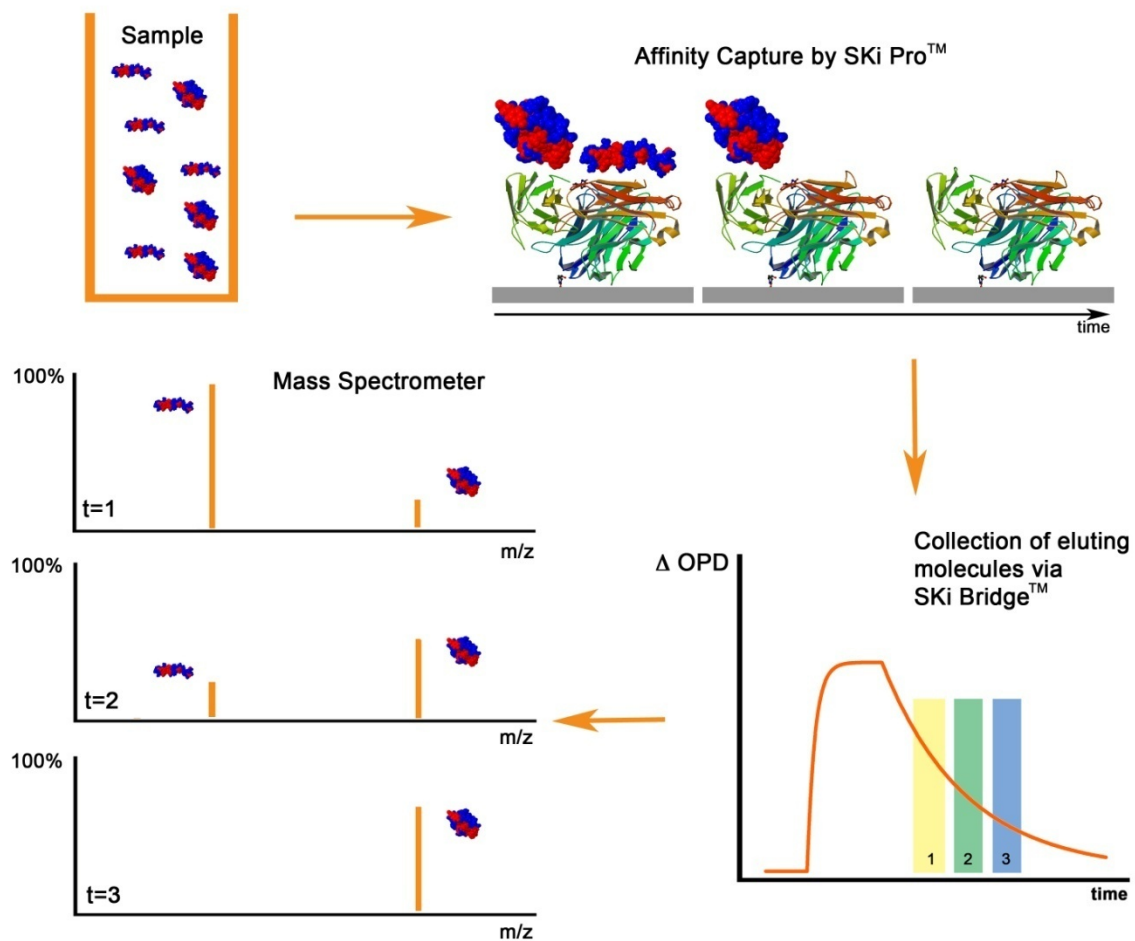 Sample
Affinity Capture by SKi Pro™
time
100%
Mass Spectrometer
t=1
m/z
100%
t=2
m/z
100%
t=3
m/z
Δ OPD
Collection of eluting
molecules via
SKi Bridge™
1
2
3
time